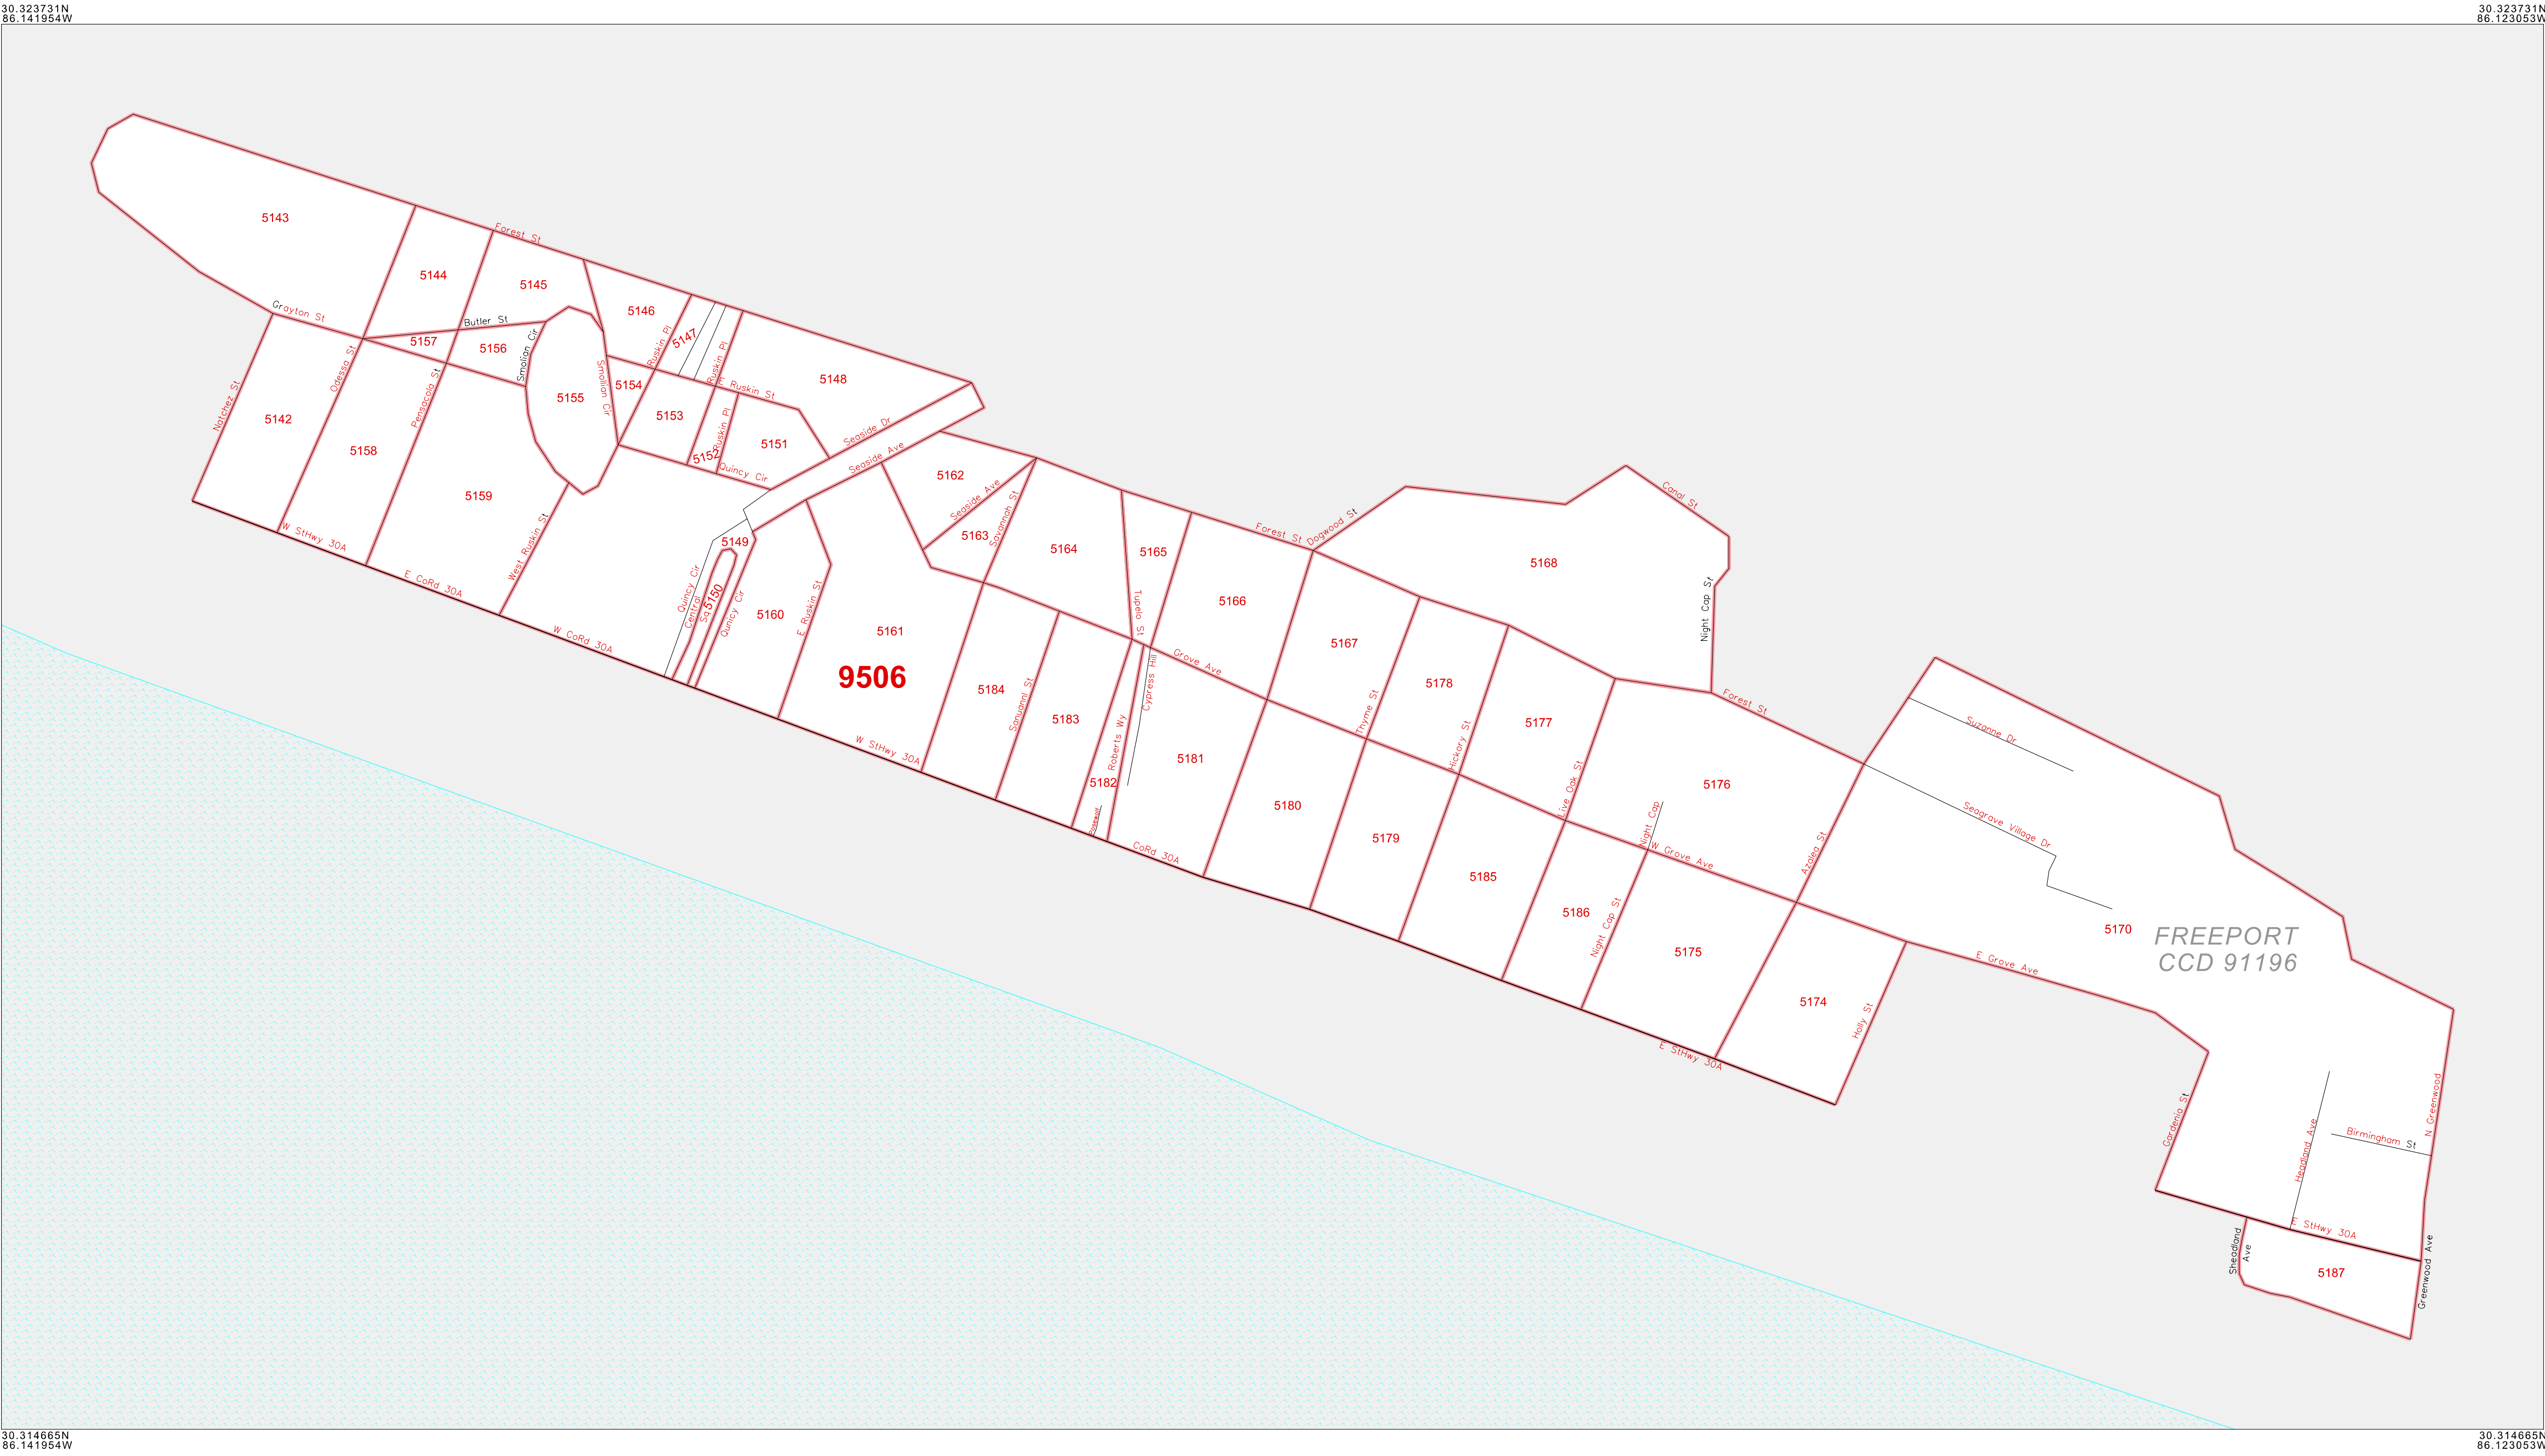 30.323731N
86.141954W
30.323731N
86.123053W
5143
Forest St
5144
5145
5146
5147
5148
Grayton St
Butler St
Smolian Cir
Smollian Cir
Ruskin Pl
Ruskin Pl
E Ruskin St
5157
5156
5155
5154
5153
5152
5151
Ruskin Pl
Quincy Cir
Seaside Dr
Seaside Ave
Natchez St
5142
Odessa St
5158
Pensacola St
5159
West Ruskin St
W StHwy 30A
E CoRd 30A
W CoRd 30A
5149
Quincy Cir
Central
Sq
5150
Qunicy Cir
5160
E Ruskin St
5161
9506
5162
Seaside Ave
5163
Savannah St
5164
5165
Tupelo St
5166
Forest St
Dogwood St
5168
Canal St
Night Cap St
5167
5178
5177
5176
Forest St
Grove Ave
Cypress Hill
Roberts Wy
5184
5183
5182
5181
5180
5179
5185
5186
5175
5174
Thyme St
Hickory St
Live Oak St
Night Cap
W Grove Ave
Night Cap St
Azalea St
Holly St
W StHwy 30A
CoRd 30A
E StHwy 30A
Suzanne Dr
Seagrave Village Dr
5170
FREEPORT
CCD 91196
E Grove Ave
Gardenia St
Headland Ave
Birmingham St
N Greenwood
E StHwy 30A
Sheadland
Ave
5187
Greenwood Ave
30.314665N
86.141954W
30.314665N
86.123053W